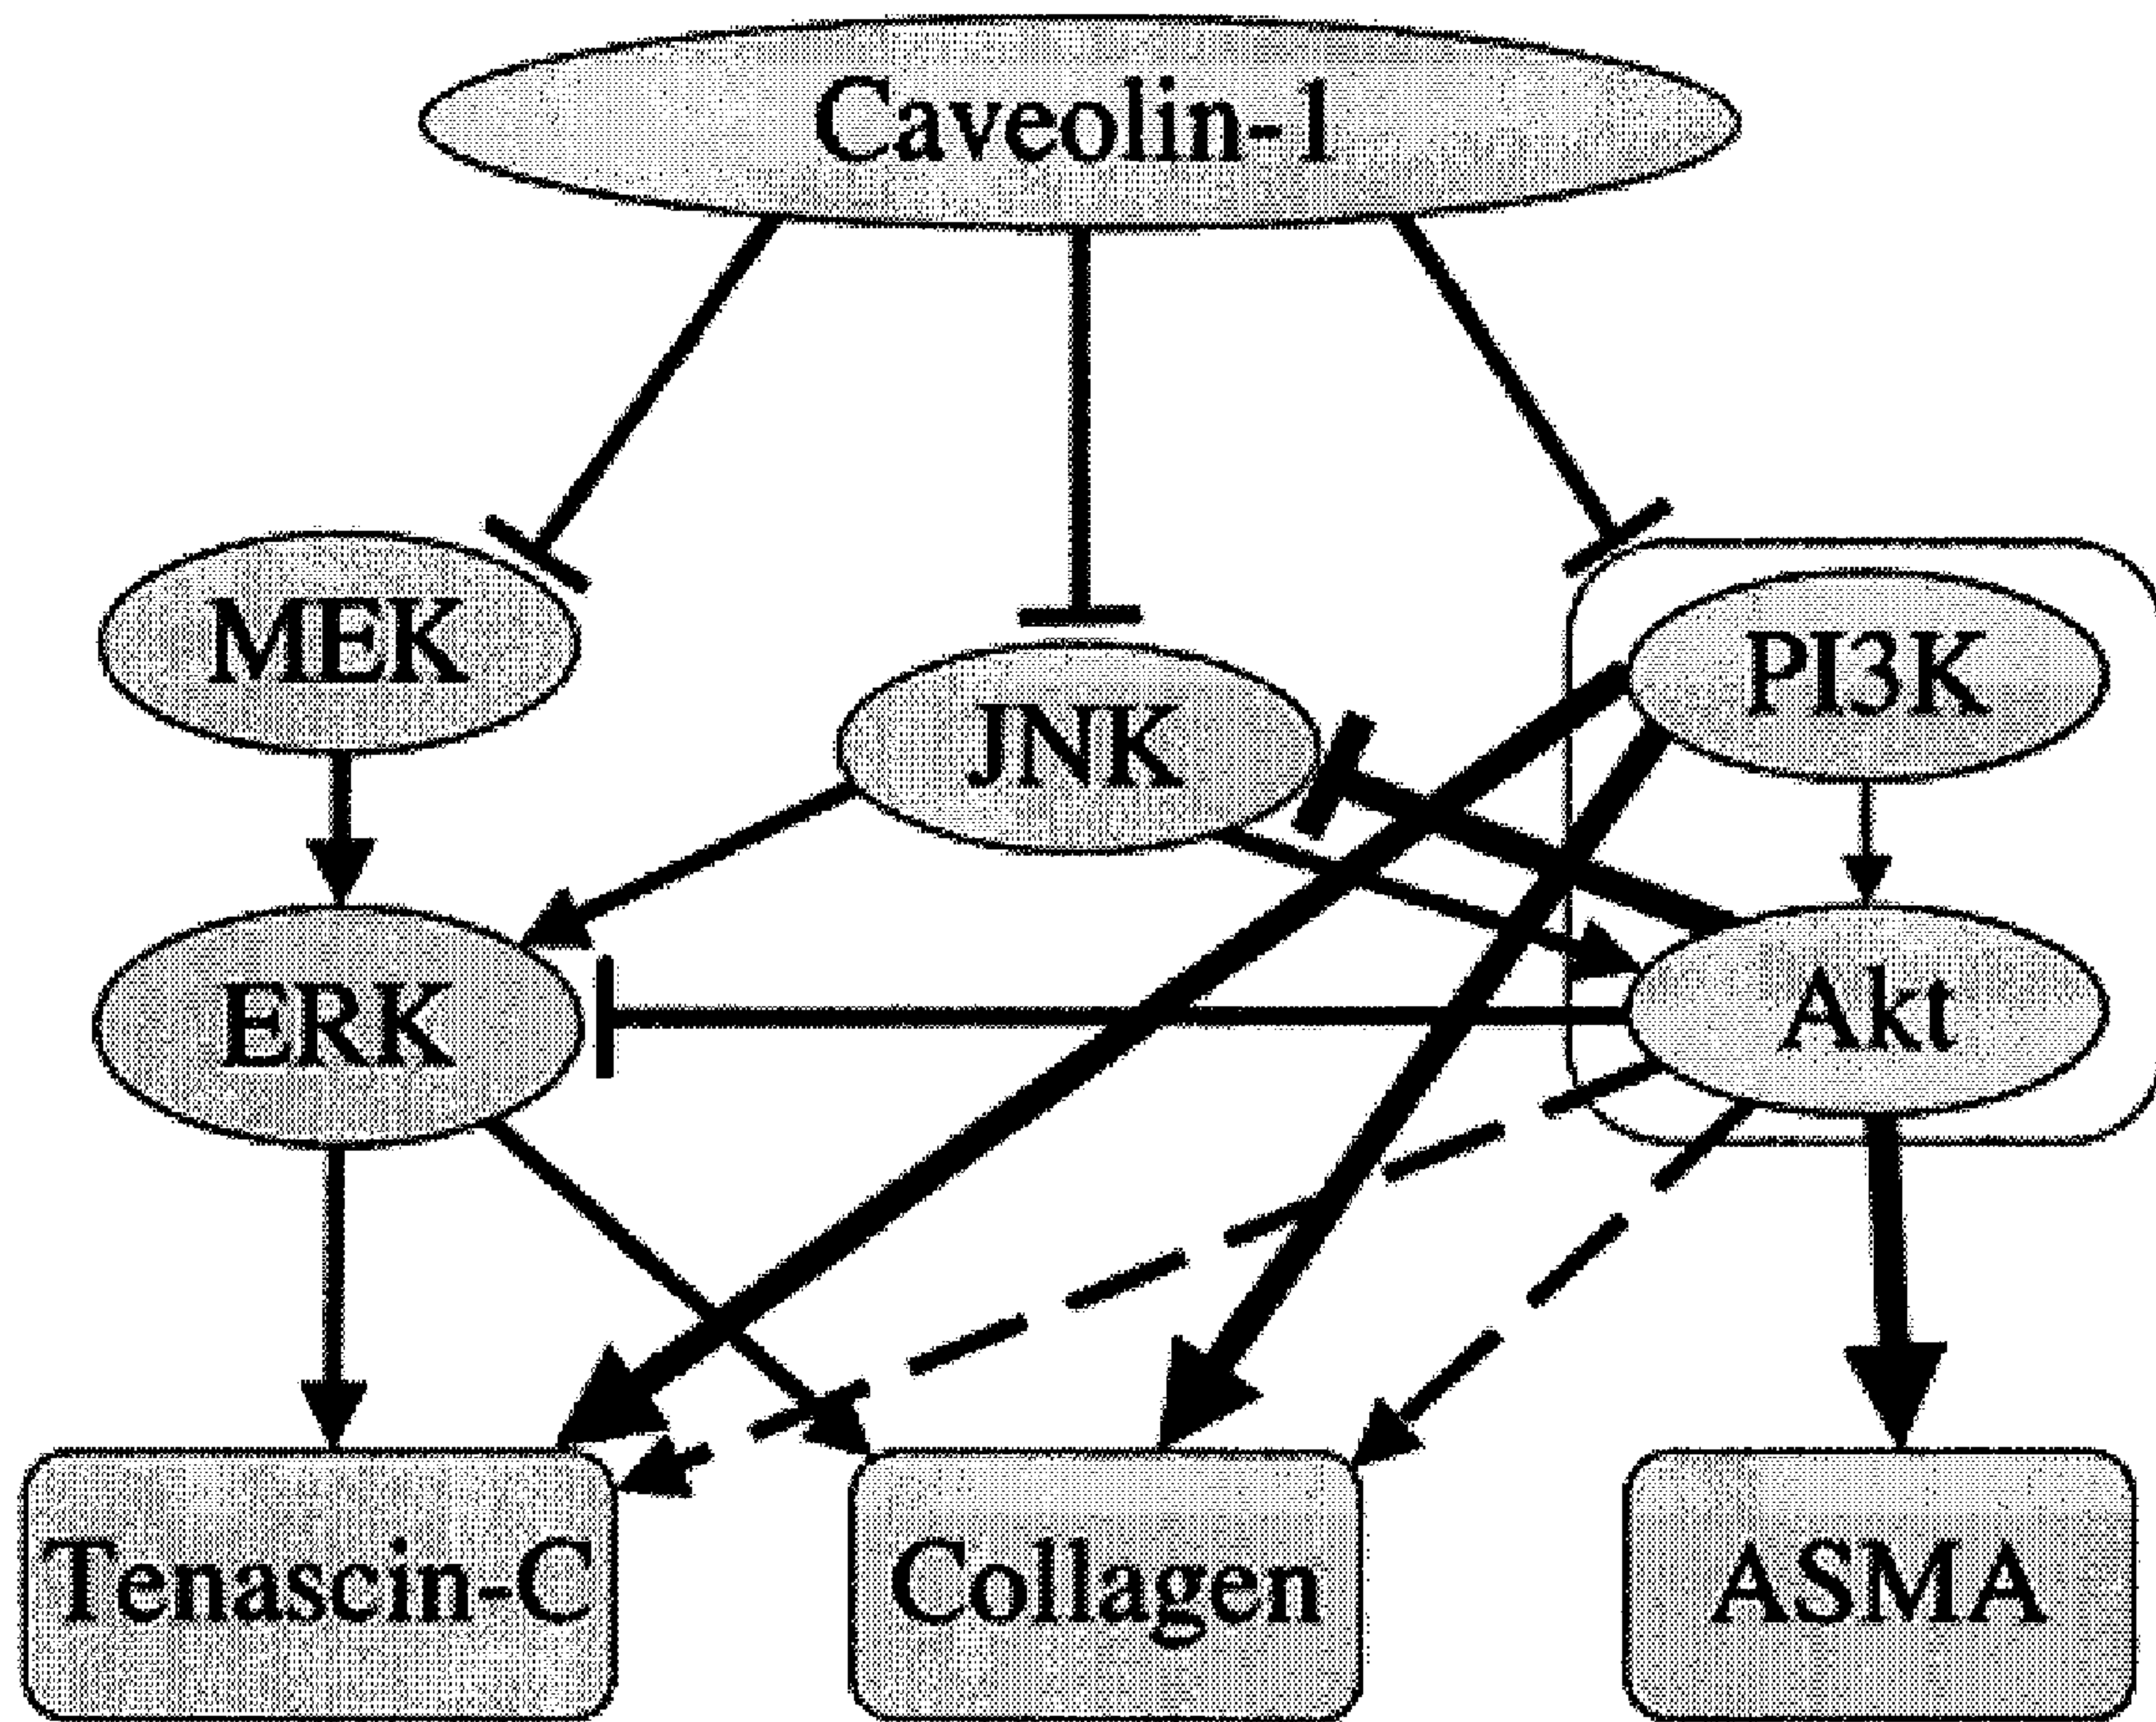 Caveolin-1
MEK
JNK
PI3K
ERK
Akt
Tenascin-C
Collagen
ASMA